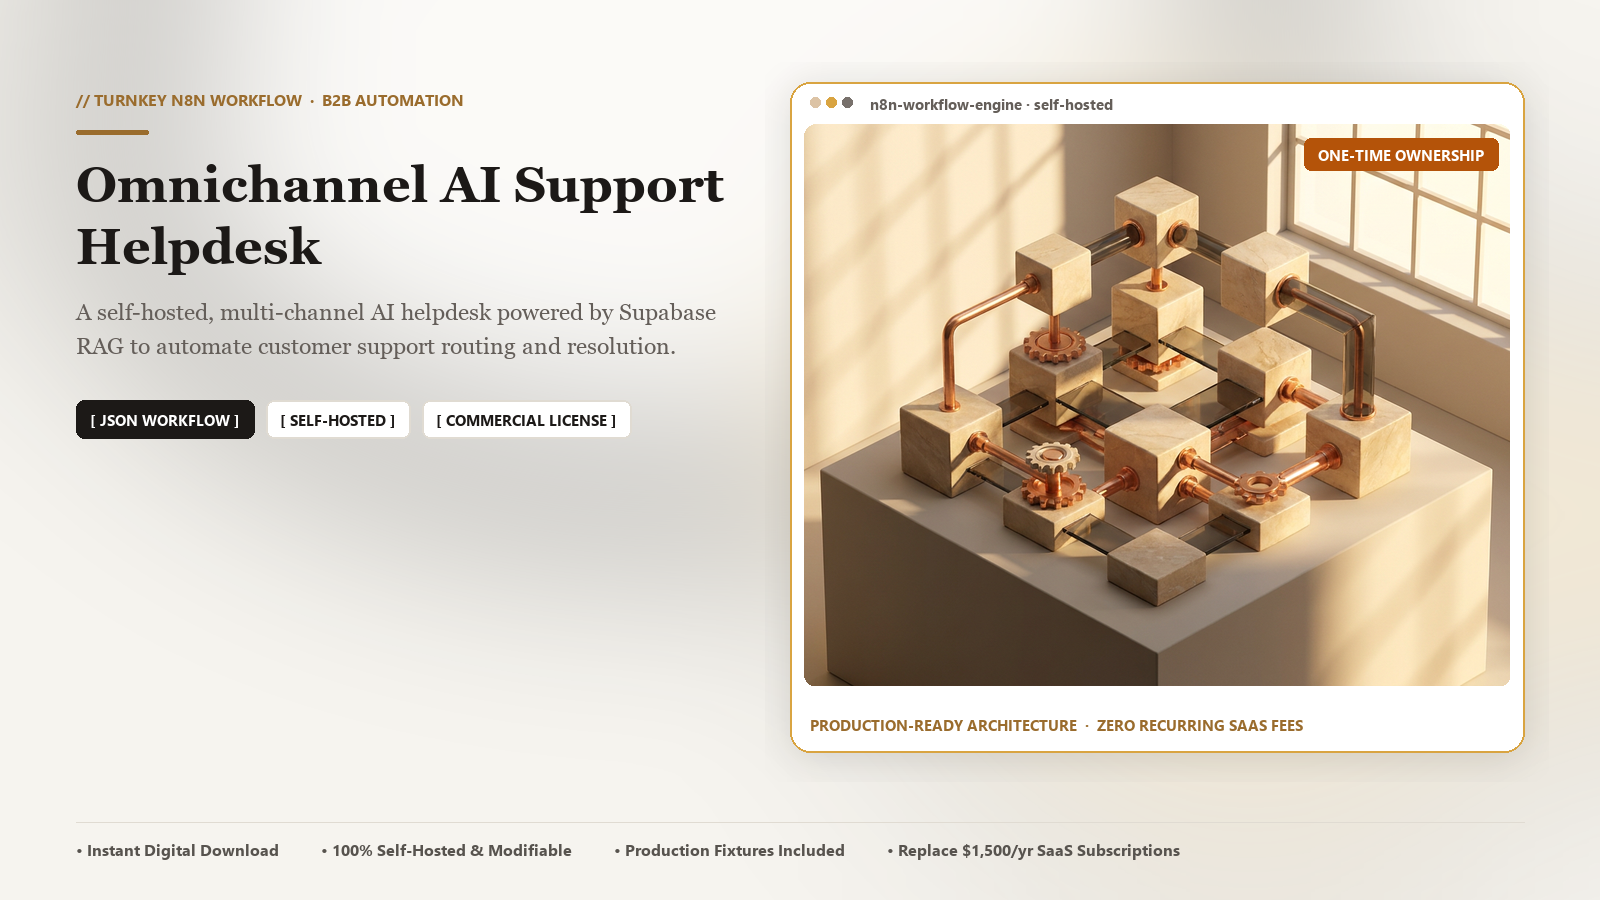 // TURNKEY N8N WORKFLOW · B2B AUTOMATION
Omnichannel AI Support
Helpdesk
A self-hosted, multi-channel AI helpdesk powered by Supabase
RAG to automate customer support routing and resolution.
[ JSON WORKFLOW ]
[ SELF-HOSTED ]
[ COMMERCIAL LICENSE ]
n8n-workflow-engine · self-hosted
ONE-TIME OWNERSHIP
PRODUCTION-READY ARCHITECTURE · ZERO RECURRING SAAS FEES
• Instant Digital Download
• 100% Self-Hosted & Modifiable
• Production Fixtures Included
• Replace $1,500/yr SaaS Subscriptions